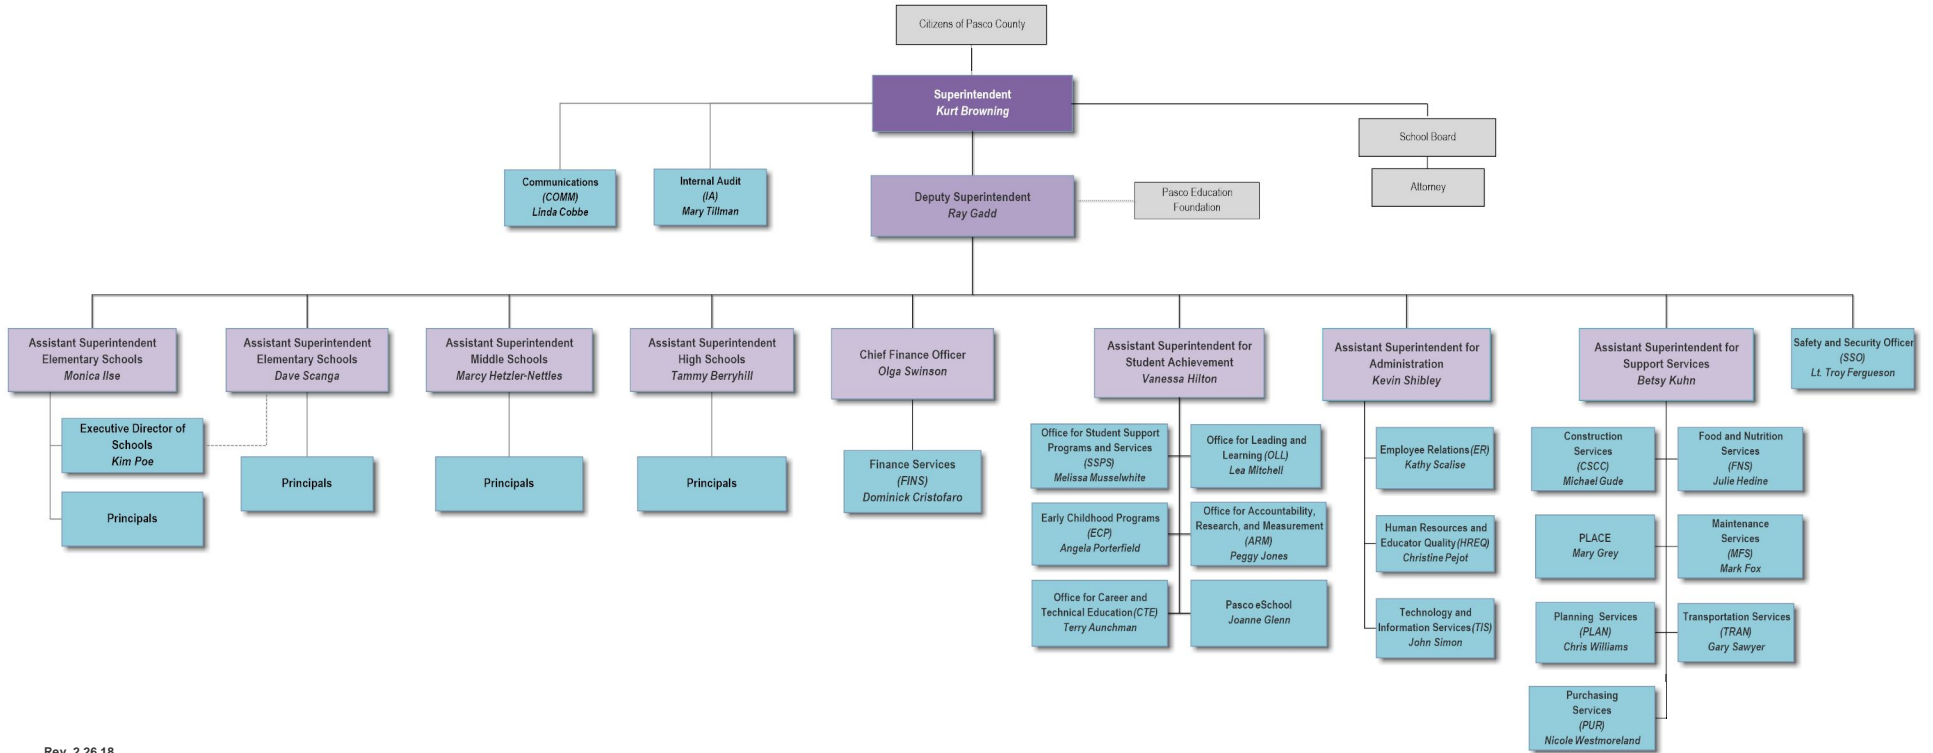 Citizens of Pasco County
Superintendent
Kurt Browning
School Board
Attorney
Communications
(COMM)
Linda Cobbe
Internal Audit
(IA)
Mary Tillman
Deputy Superintendent
Ray Gadd
Pasco Education
Foundation
Assistant Superintendent
Elementary Schools
Monica Ilse
Assistant Superintendent
Elementary Schools
Dave Scanga
Assistant Superintendent
Middle Schools
Marcy Hetzler-Nettles
Assistant Superintendent
High Schools
Tammy Berryhill
Chief Finance Officer
Olga Swinson
Assistant Superintendent for
Student Achievement
Vanessa Hilton
Assistant Superintendent for
Administration
Kevin Shibley
Assistant Superintendent for
Support Services
Betsy Kuhn
Safety and Security Officer
(SSO)
Lt. Troy Fergueson
Executive Director of
Schools
Kim Poe
Principals
Principals
Principals
Principals
Finance Services
(FINS)
Dominick Cristofaro
Office for Student Support
Programs and Services
(SSPS)
Melissa Musselwhite
Office for Leading and
Learning (OLL)
Lea Mitchell
Early Childhood Programs
(ECP)
Angela Porterfield
Office for Accountability,
Research, and Measurement
(ARM)
Peggy Jones
Office for Career and
Technical Education (CTE)
Terry Aunchman
Pasco eSchool
Joanne Glenn
Employee Relations (ER)
Kathy Scalise
Human Resources and
Educator Quality (HREQ)
Christine Pejot
Technology and
Information Services (TIS)
John Simon
Construction
Services
(CSCC)
Michael Gude
Food and Nutrition
Services
(FNS)
Julie Hedine
PLACE
Mary Grey
Maintenance
Services
(MFS)
Mark Fox
Planning Services
(PLAN)
Chris Williams
Transportation Services
(TRAN)
Gary Sawyer
Purchasing
Services
(PUR)
Nicole Westmoreland
Rev. 2.26.18